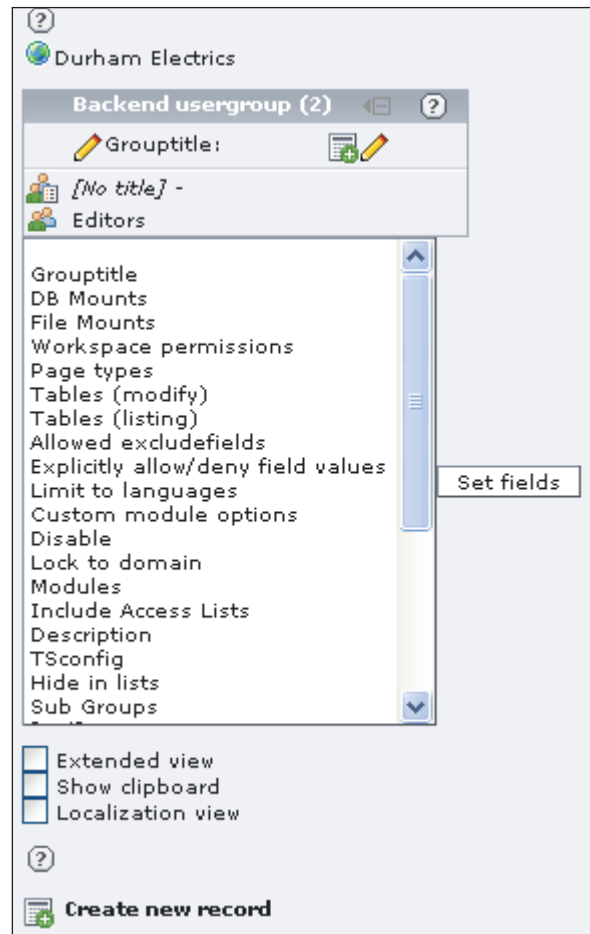 ?
Durham Electrics
Backend usergroup (2) ?
Grouptitle:
[No title] -
Editors
Grouptitle
DB Mounts
File Mounts
Workspace permissions
Page types
Tables (modify)
Tables (listing)
Allowed excludefields
Explicitly allow/deny field values
Set fields
Limit to languages
Custom module options
Disable
Lock to domain
Modules
Include Access Lists
Description
TSconfig
Hide in lists
Sub Groups
Extended view
Show clipboard
Localization view
?
Create new record